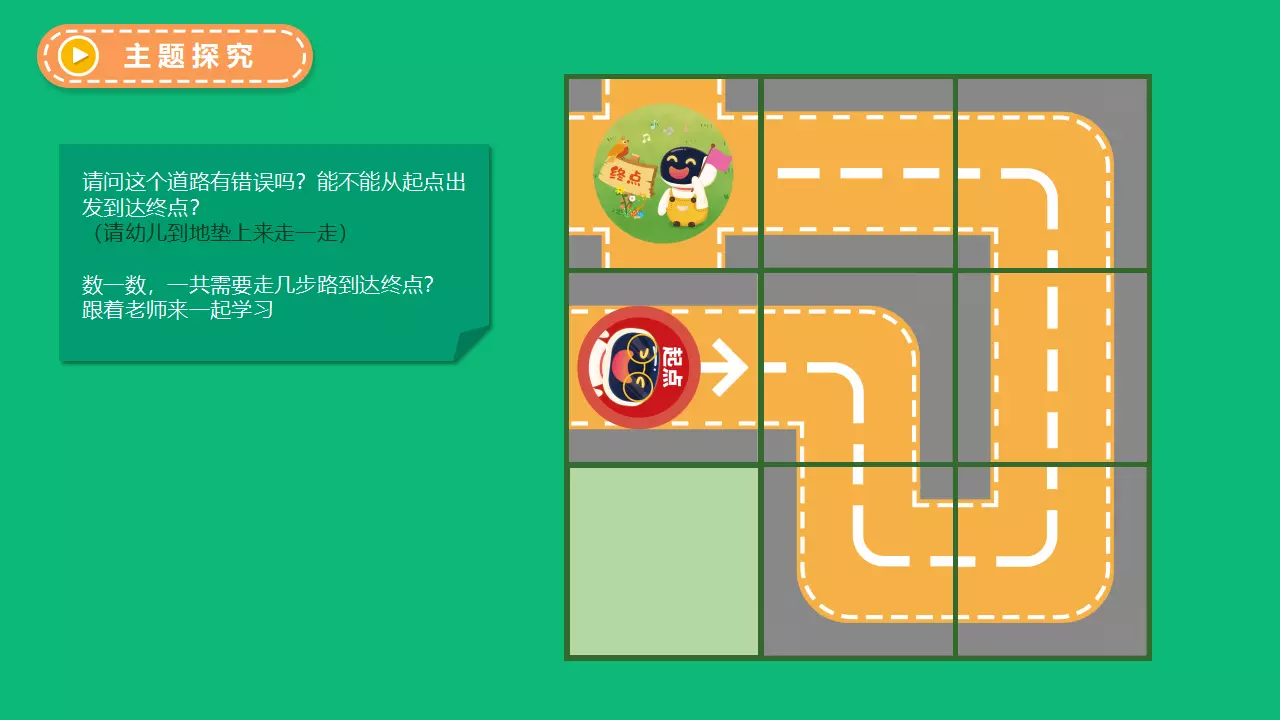 主题探究
请问这个道路有错误吗？能不能从起点出
发到达终点？
（请幼儿到地垫上来走一走）
数一数，一共需要走几步路到达终点？
跟着老师来一起学习
终点
起点